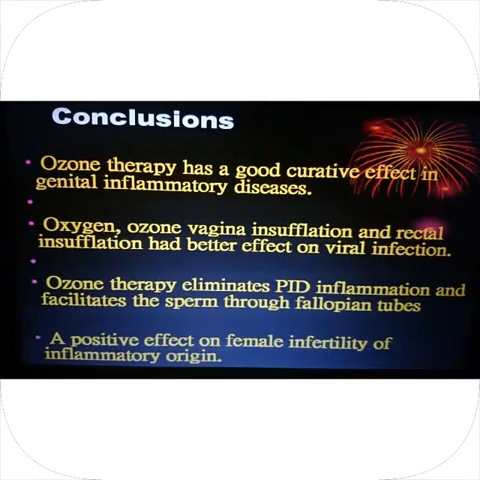 Conclusions
• Ozone therapy has a good curative effect in
genital inflammatory diseases.
•
• Oxygen, ozone vagina insufflation and rectal
insufflation had better effect on viral infection.
•
• Ozone therapy eliminates PID inflammation and
facilitates the sperm through fallopian tubes
• A positive effect on female infertility of
inflammatory origin.